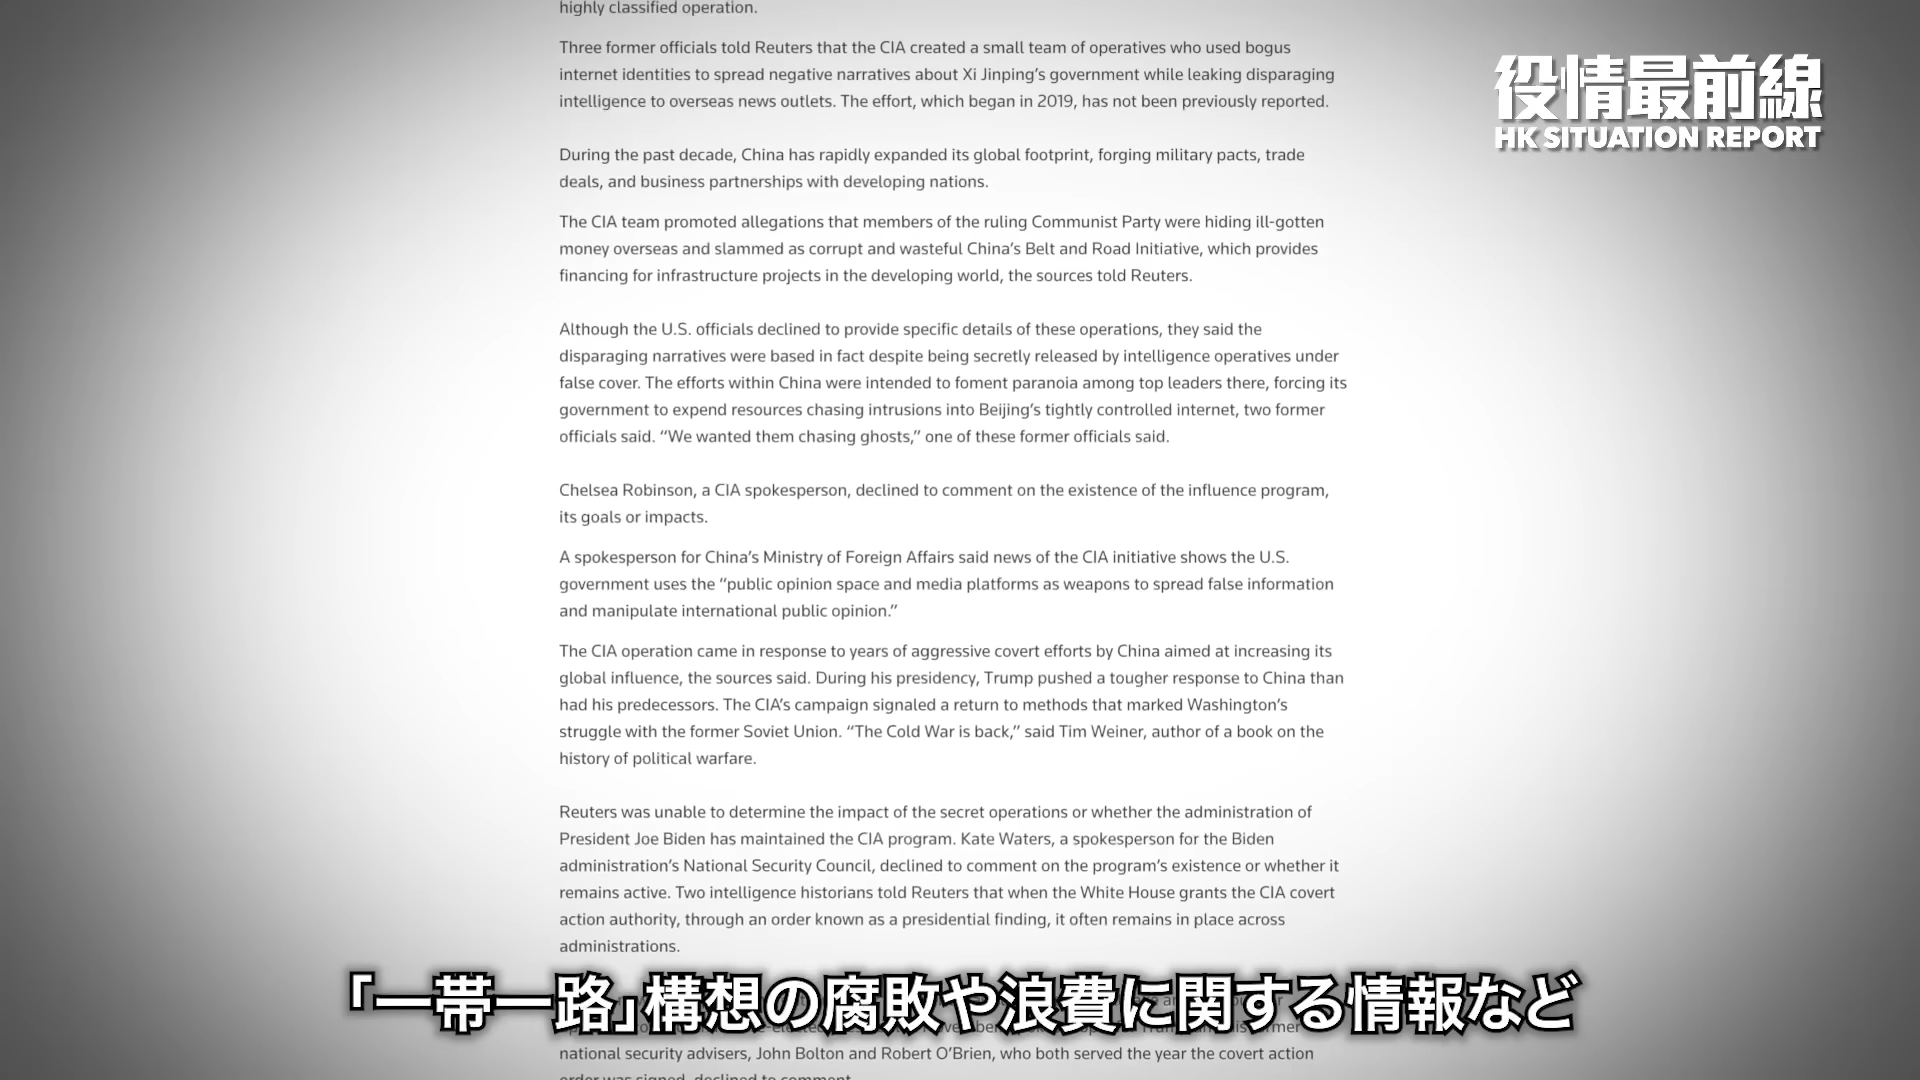 highly classified operation.
Three former officials told Reuters that the CIA created a small team of operatives who used bogus
internet identities to spread negative narratives about Xi Jinping’s government while leaking disparaging
intelligence to overseas news outlets. The effort, which began in 2019, has not been previously reported.
During the past decade, China has rapidly expanded its global footprint, forging military pacts, trade
deals, and business partnerships with developing nations.
The CIA team promoted allegations that members of the ruling Communist Party were hiding ill-gotten
money overseas and slammed as corrupt and wasteful China’s Belt and Road Initiative, which provides
financing for infrastructure projects in the developing world, the sources told Reuters.
Although the U.S. officials declined to provide specific details of these operations, they said the
disparaging narratives were based in fact despite being secretly released by intelligence operatives under
false cover. The efforts within China were intended to foment paranoia among top leaders there, forcing its
government to expend resources chasing intrusions into Beijing’s tightly controlled internet, two former
officials said. “We wanted them chasing ghosts,” one of these former officials said.
Chelsea Robinson, a CIA spokesperson, declined to comment on the existence of the influence program,
its goals or impacts.
A spokesperson for China’s Ministry of Foreign Affairs said news of the CIA initiative shows the U.S.
government uses the “public opinion space and media platforms as weapons to spread false information
and manipulate international public opinion.”
The CIA operation came in response to years of aggressive covert efforts by China aimed at increasing its
global influence, the sources said. During his presidency, Trump pushed a tougher response to China than
had his predecessors. The CIA’s campaign signaled a return to methods that marked Washington’s
struggle with the former Soviet Union. “The Cold War is back,” said Tim Weiner, author of a book on the
history of political warfare.
Reuters was unable to determine the impact of the secret operations or whether the administration of
President Joe Biden has maintained the CIA program. Kate Waters, a spokesperson for the Biden
administration’s National Security Council, declined to comment on the program’s existence or whether it
remains active. Two intelligence historians told Reuters that when the White House grants the CIA covert
action authority, through an order known as a presidential finding, it often remains in place across
administrations.
national security advisers, John Bolton and Robert O’Brien, who both served the year the covert action
order was signed, declined to comment.
役情最前線
HK SITUATION REPORT
「一帯一路」構想の腐敗や浪費に関する情報など